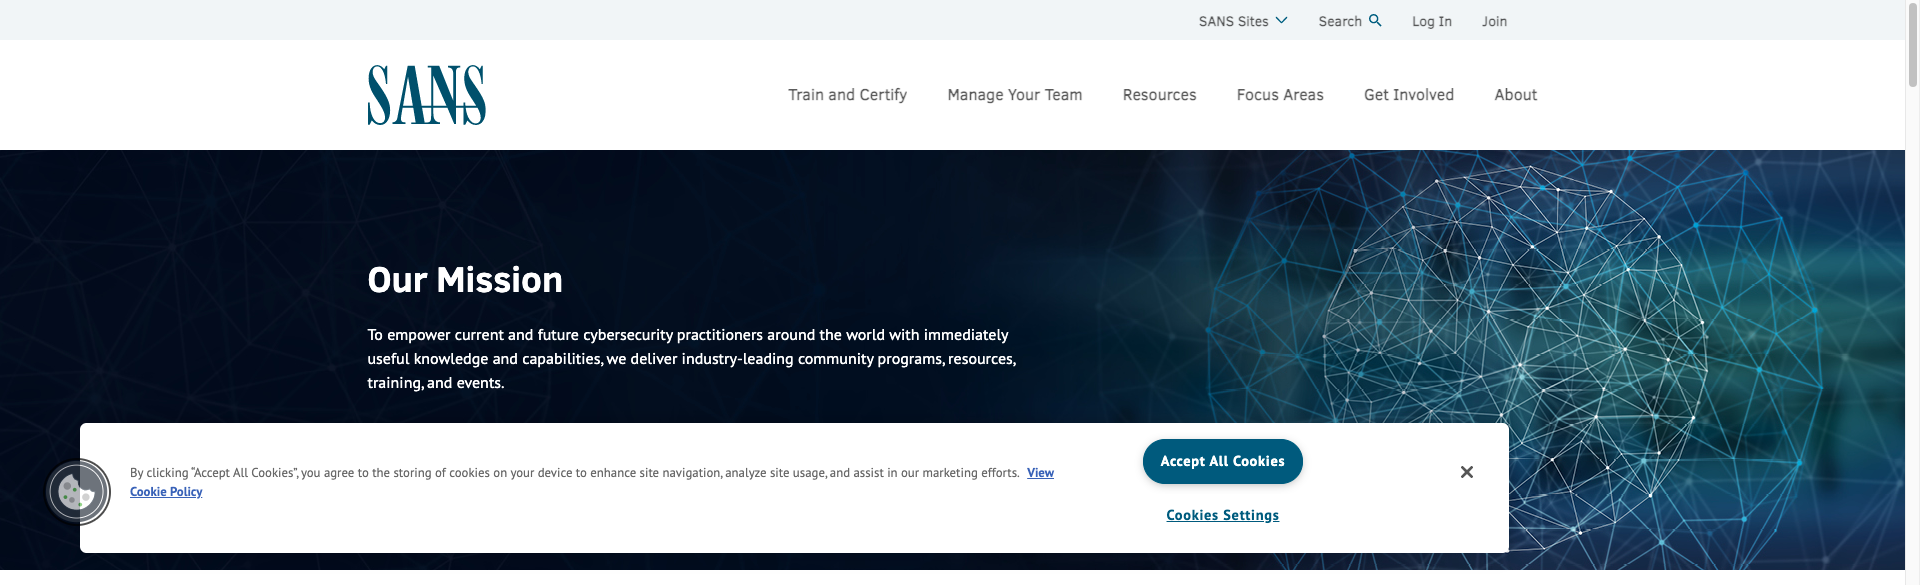 SANS Sites Search Log In Join
SANS
Train and Certify Manage Your Team Resources Focus Areas Get Involved About
Our Mission
To empower current and future cybersecurity practitioners around the world with immediately
useful knowledge and capabilities, we deliver industry-leading community programs, resources,
training, and events.
By clicking “Accept All Cookies”, you agree to the storing of cookies on your device to enhance site navigation, analyze site usage, and assist in our marketing efforts. View
Cookie Policy
Accept All Cookies
Cookies Settings